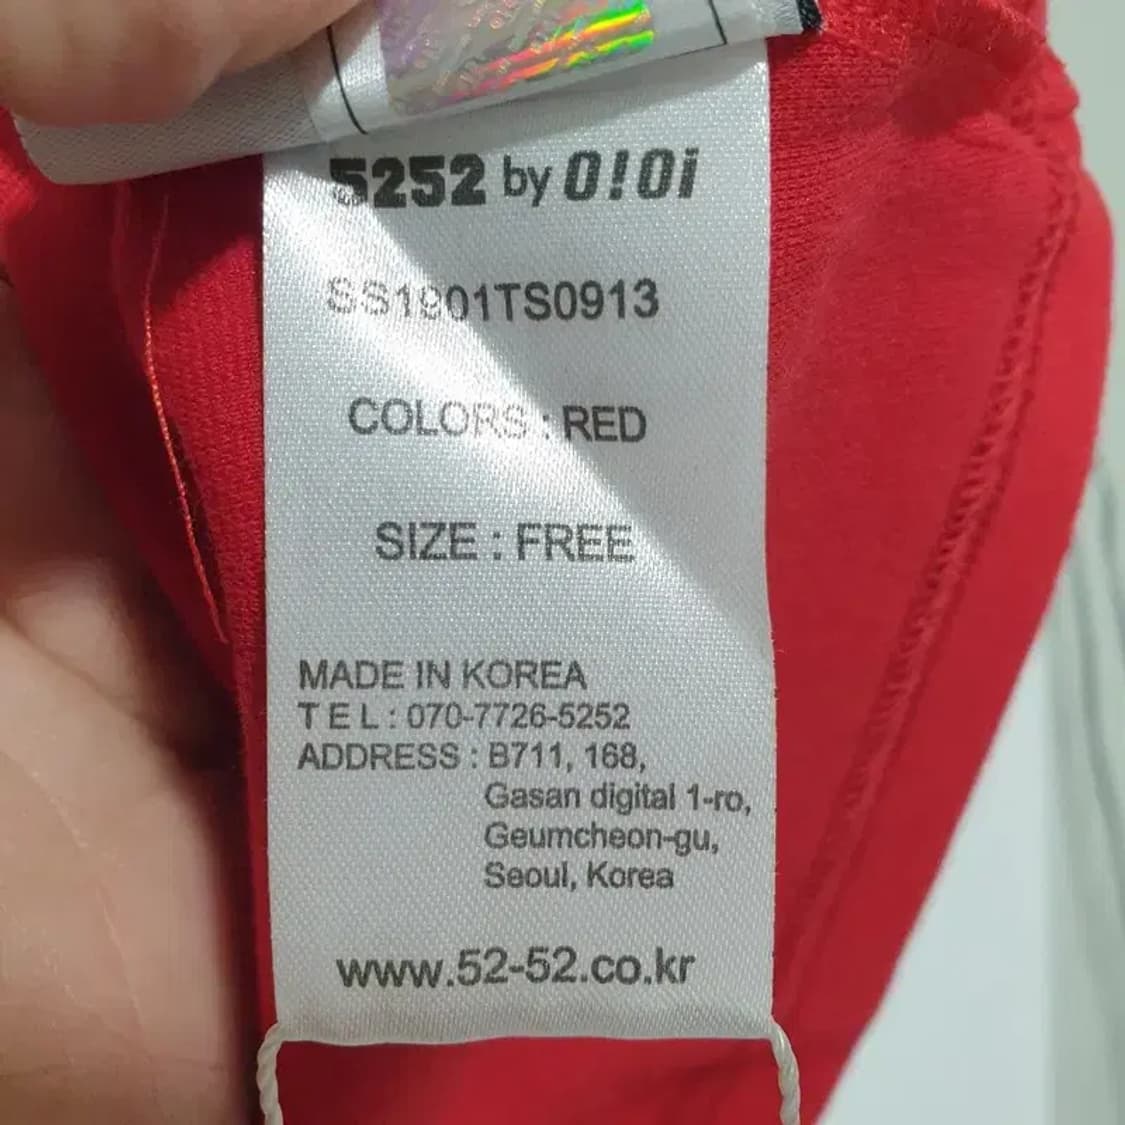 5252 by O!Oi
SS1901TS0913
COLORS : RED
SIZE : FREE
MADE IN KOREA
TEL : 070-7726-5252
ADDRESS : B711, 168,
Gasan digital 1-ro,
Geumcheon-gu,
Seoul, Korea
www.52-52.co.kr